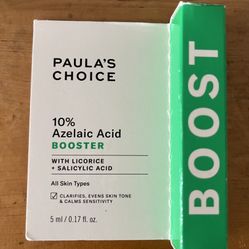 PAULA'S
CHOICE
10%
Azelaic Acid
BOOSTER
WITH LICORICE
+ SALICYLIC ACID
All Skin Types
CLARIFIES, EVENS SKIN TONE
& CALMS SENSITIVITY
5 ml / 0.17 fl. oz.
BOOST